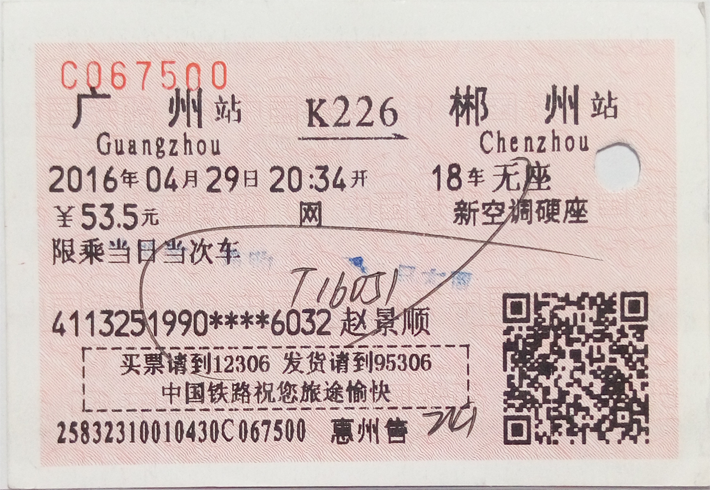 C067500
广州站 K226 郴州站
Guangzhou Chenzhou
2016年04月29日 20:34开 18车 无座
￥53.5元 网 新空调硬座
限乘当日当次车
T16051
4113251990****6032 赵景顺
买票请到12306 发货请到95306
中国铁路祝您旅途愉快
25832310010430C067500 惠州售